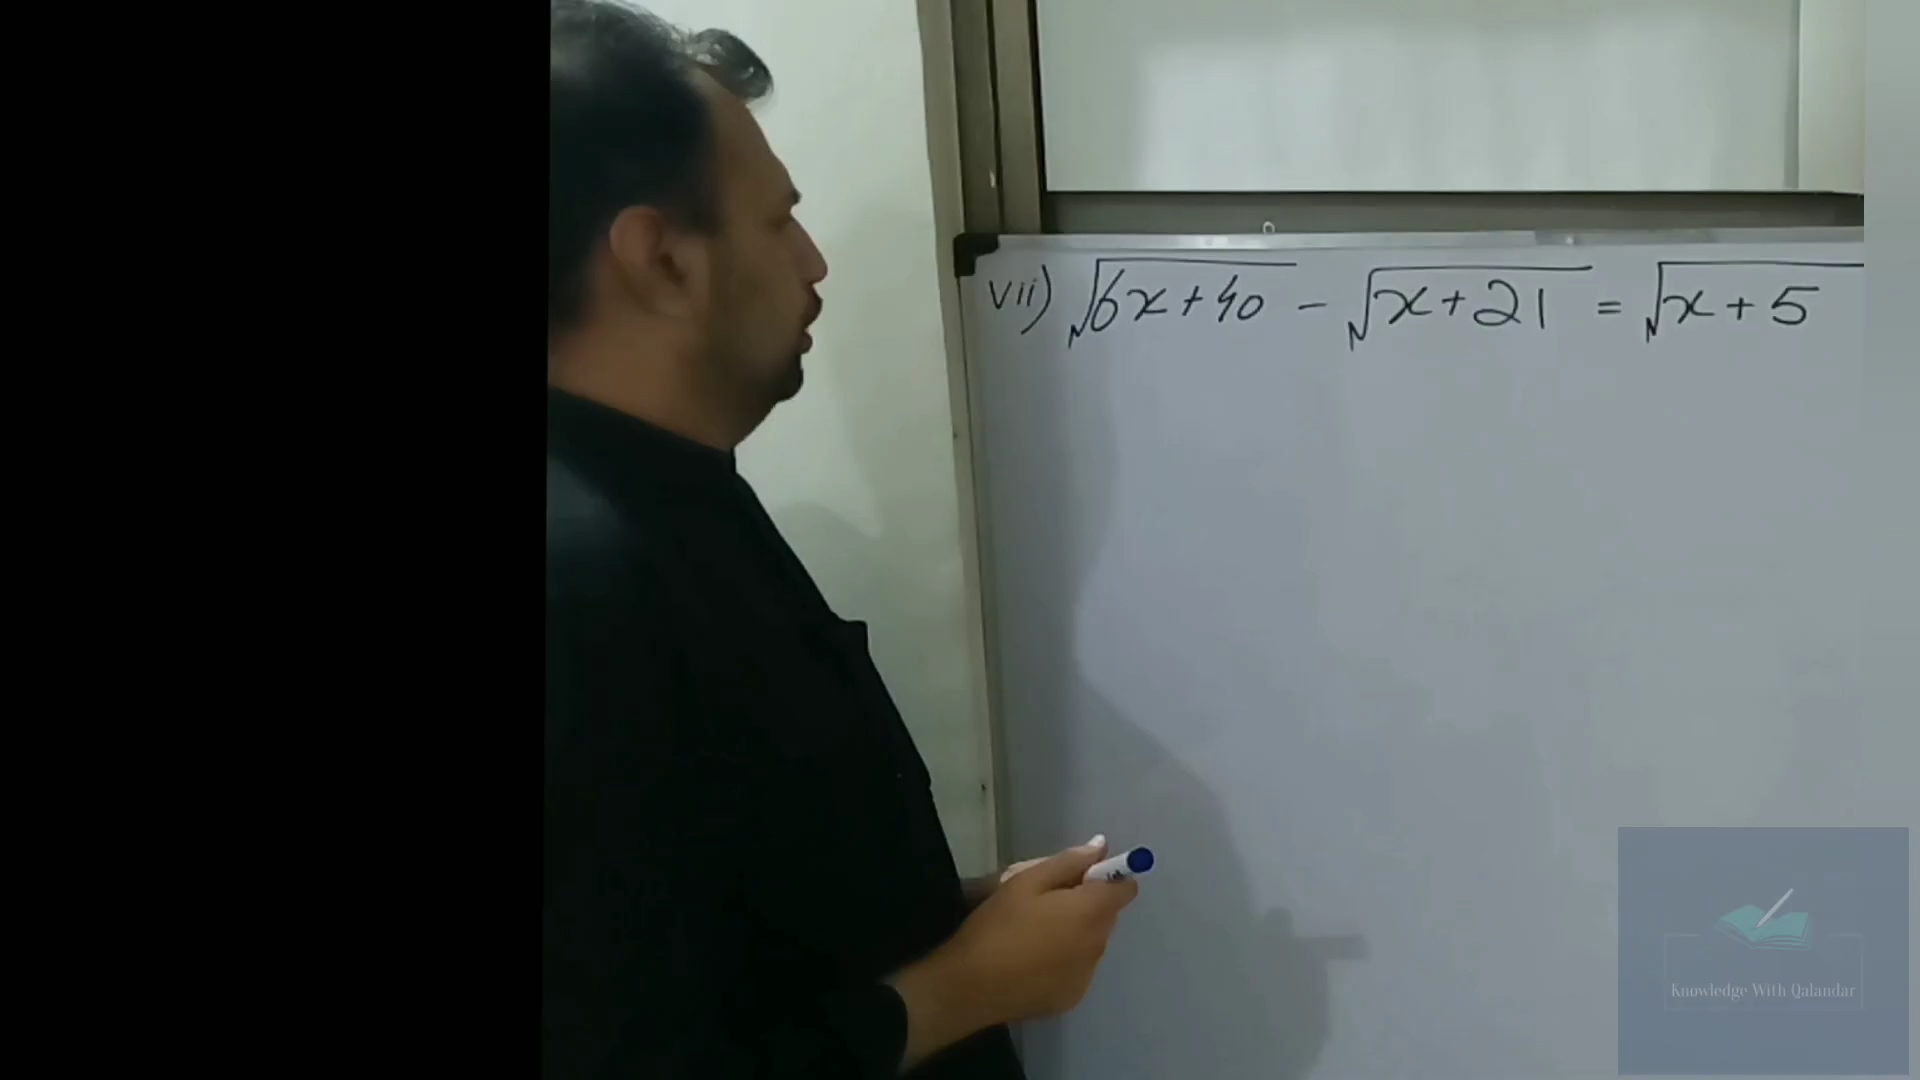 vii) √6x+40 - √x+21 = √x+5
Knowledge With Qalandar